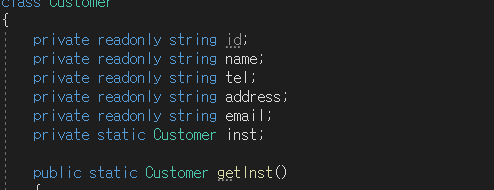 class Customer
{
private readonly string id;
private readonly string name;
private readonly string tel;
private readonly string address;
private readonly string email;
private static Customer inst;
public static Customer getInst()
{